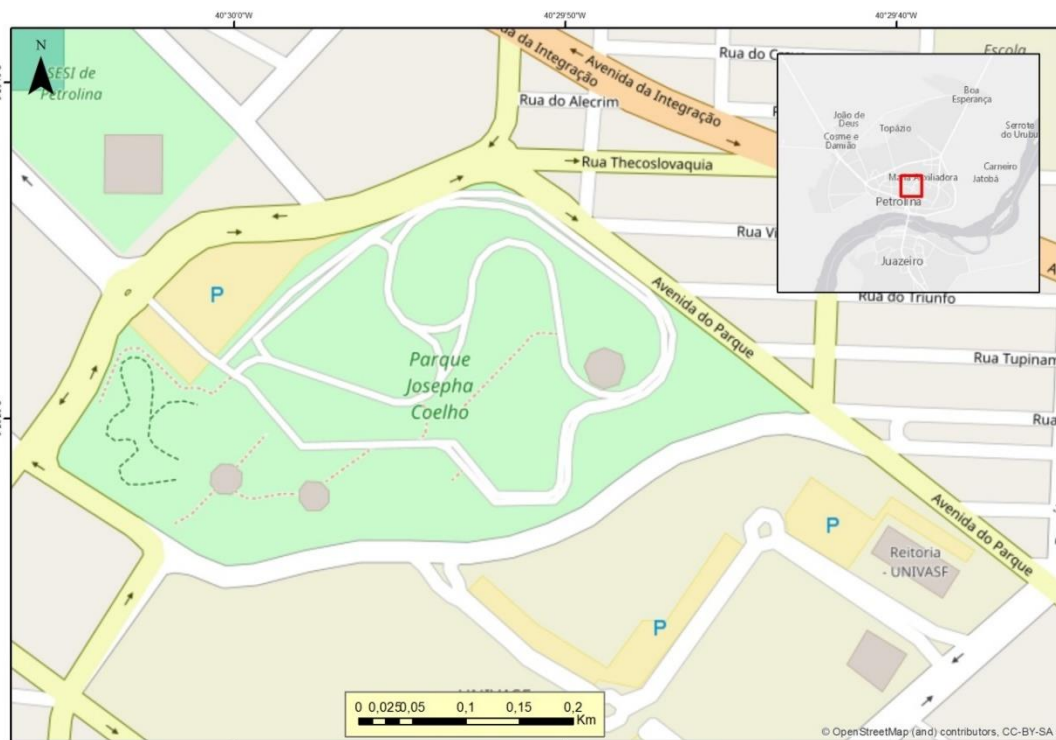 40°30'0"W
40°29'50"W
40°29'40"W
N
SESI de
Petrolina
Avenida da Integração
da Integração
Rua do Alecrim
Escola
Boa
Esperança
João de
Deus
Topázio
Cosme e
Damião
Serrote
do Urubu
Carneiro
Jatobá
Petrolina
Juazeiro
Rua Thecoslovaquia
P
Avenida do Parque
Rua do Triunfo
Parque
Josepha
Coelho
Rua
Avenida do Parque
P
Reitoria
- UNIVASF
P
0 0,025 0,05 0,1 0,15 0,2
Km
© OpenStreetMap (and) contributors, CC-BY-SA